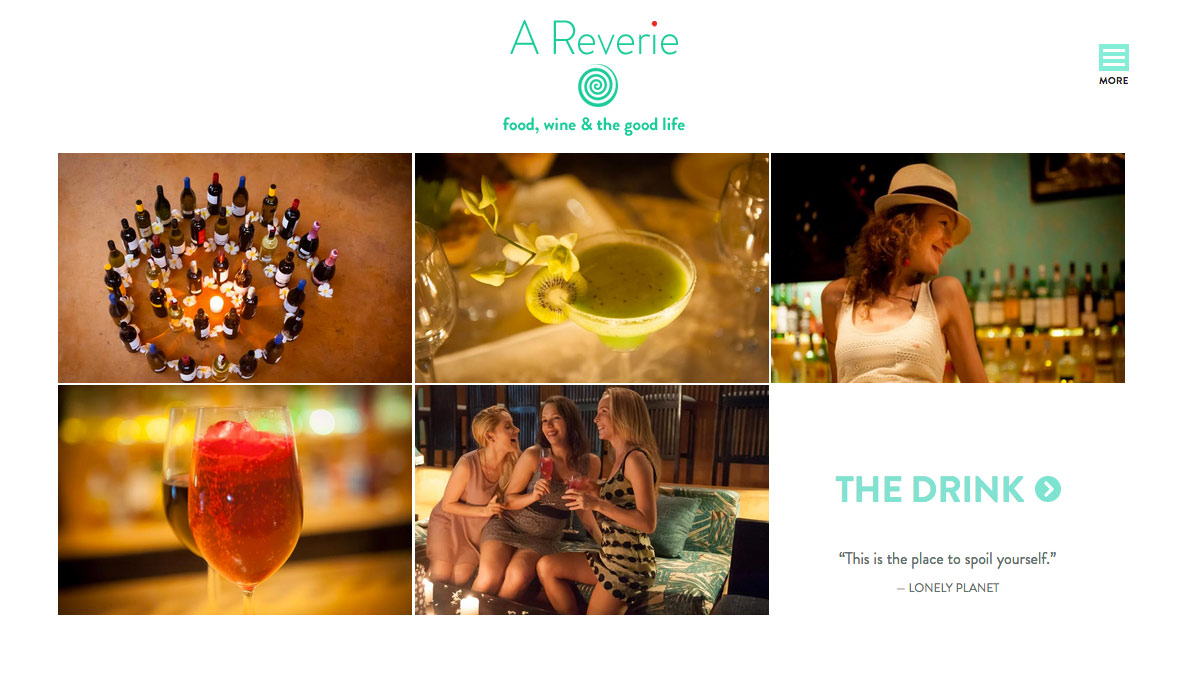 A Reverie
food, wine & the good life
MORE
THE DRINK
“This is the place to spoil yourself.”
— LONELY PLANET